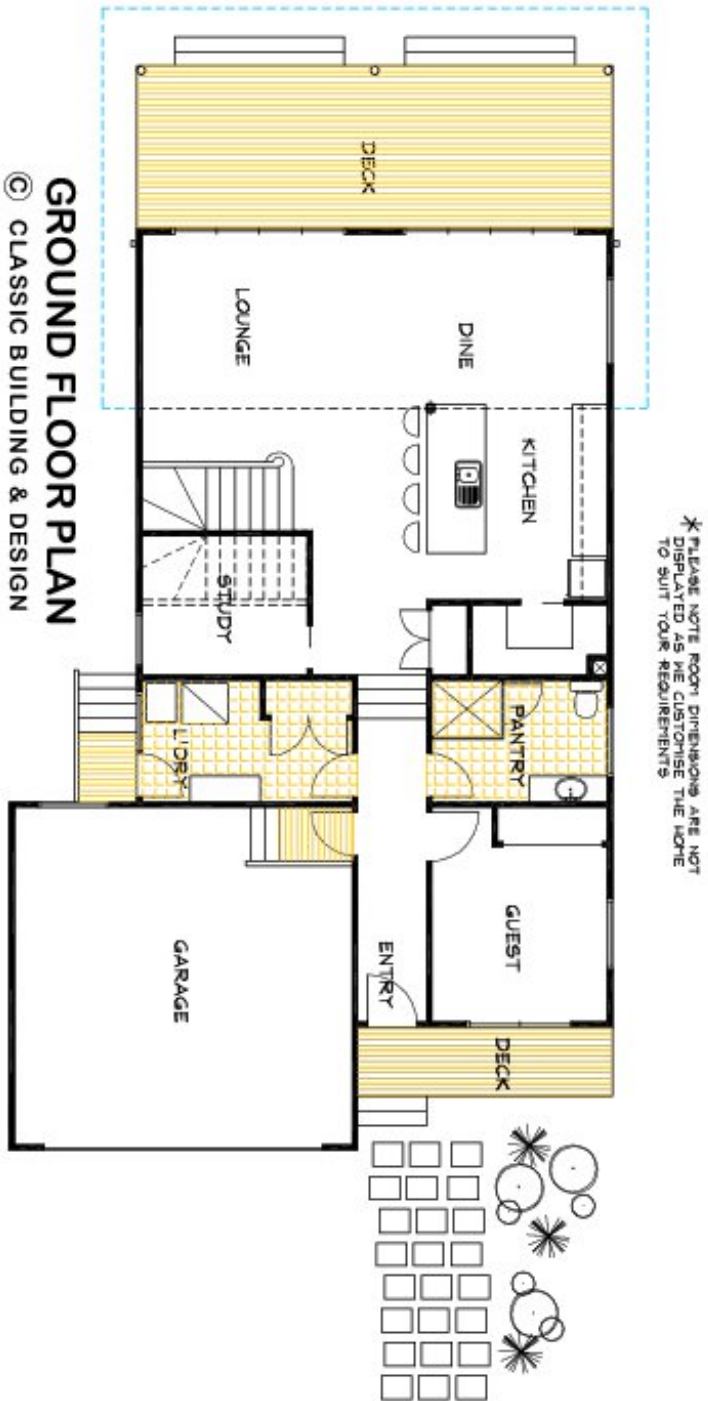 * PLEASE NOTE ROOM DIMENSIONS ARE NOT
DISPLAYED AS WE CUSTOMISE THE HOME
TO SUIT YOUR REQUIREMENTS
DECK
DINE
LOUNGE
KITCHEN
STUDY
PANTRY
L'DRY
GUEST
ENTRY
GARAGE
DECK
GROUND FLOOR PLAN
© CLASSIC BUILDING & DESIGN